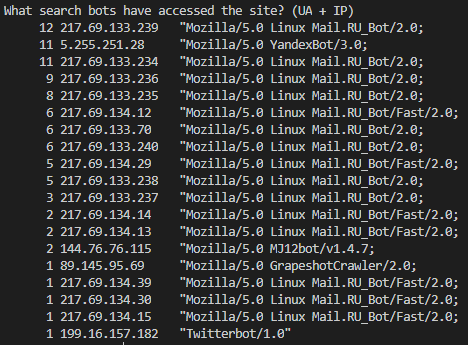 What search bots have accessed the site? (UA + IP)
12 217.69.133.239 "Mozilla/5.0 Linux Mail.RU_Bot/2.0;
11 5.255.251.28 "Mozilla/5.0 YandexBot/3.0;
11 217.69.133.234 "Mozilla/5.0 Linux Mail.RU_Bot/2.0;
9 217.69.133.236 "Mozilla/5.0 Linux Mail.RU_Bot/2.0;
8 217.69.133.235 "Mozilla/5.0 Linux Mail.RU_Bot/2.0;
6 217.69.134.12 "Mozilla/5.0 Linux Mail.RU_Bot/Fast/2.0;
6 217.69.133.70 "Mozilla/5.0 Linux Mail.RU_Bot/2.0;
6 217.69.133.240 "Mozilla/5.0 Linux Mail.RU_Bot/2.0;
5 217.69.134.29 "Mozilla/5.0 Linux Mail.RU_Bot/Fast/2.0;
5 217.69.133.238 "Mozilla/5.0 Linux Mail.RU_Bot/2.0;
3 217.69.133.237 "Mozilla/5.0 Linux Mail.RU_Bot/2.0;
2 217.69.134.14 "Mozilla/5.0 Linux Mail.RU_Bot/Fast/2.0;
2 217.69.134.13 "Mozilla/5.0 Linux Mail.RU_Bot/Fast/2.0;
2 144.76.76.115 "Mozilla/5.0 MJ12bot/v1.4.7;
1 89.145.95.69 "Mozilla/5.0 GrapeshotCrawler/2.0;
1 217.69.134.39 "Mozilla/5.0 Linux Mail.RU_Bot/Fast/2.0;
1 217.69.134.30 "Mozilla/5.0 Linux Mail.RU_Bot/Fast/2.0;
1 217.69.134.15 "Mozilla/5.0 Linux Mail.RU_Bot/Fast/2.0;
1 199.16.157.182 "Twitterbot/1.0"